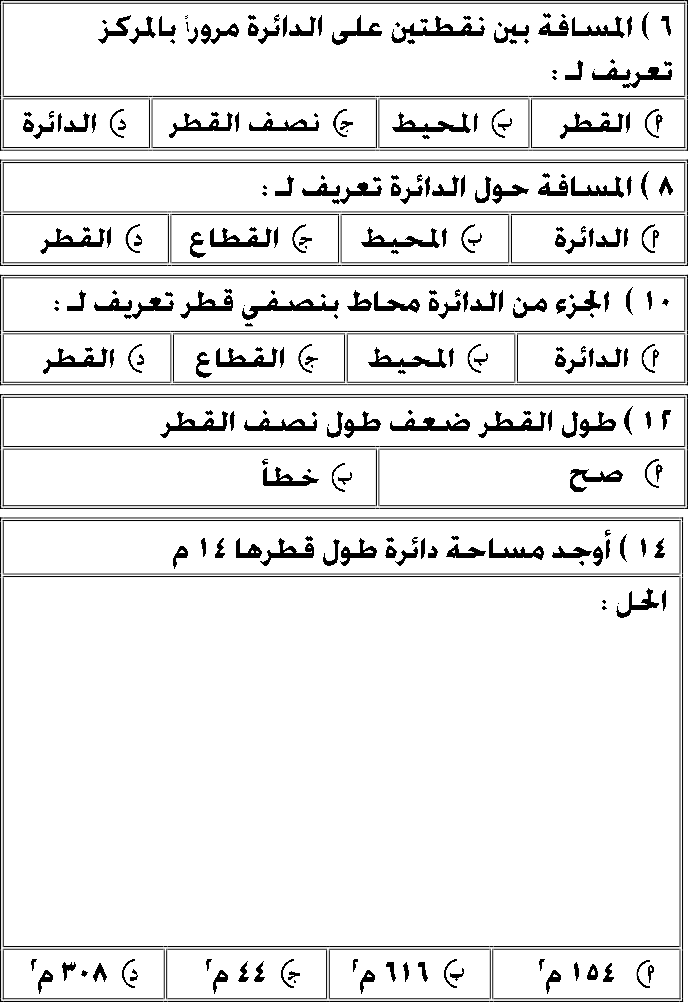 ٦ ) المسافة بين نقطتين على الدائرة مروراً بالمركز
تعريف لـ :
أ) القطر ب) المحيط ج) نصف القطر د) الدائرة
٨ ) المسافة حول الدائرة تعريف لـ :
أ) الدائرة ب) المحيط ج) القطاع د) القطر
١٠ ) الجزء من الدائرة محاط بنصفي قطر تعريف لـ :
أ) الدائرة ب) المحيط ج) القطاع د) القطر
١٢ ) طول القطر ضعف طول نصف القطر
أ) صح ب) خطأ
١٤ ) أوجد مساحة دائرة طول قطرها ١٤ م
الحل :
أ) ١٥٤ م٢ ب) ٦١٦ م٢ ج) ٤٤ م٢ د) ٣٠٨ م٢